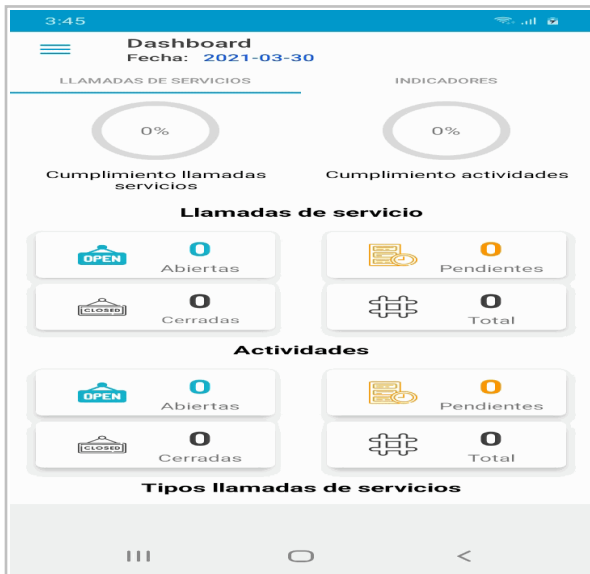 3:45
Dashboard
Fecha: 2021-03-30
LLAMADAS DE SERVICIOS INDICADORES
0% 0%
Cumplimiento llamadas servicios
Cumplimiento actividades
Llamadas de servicio
OPEN 0 Abiertas
0 Pendientes
CLOSED 0 Cerradas
0 Total
Actividades
OPEN 0 Abiertas
0 Pendientes
CLOSED 0 Cerradas
0 Total
Tipos llamadas de servicios